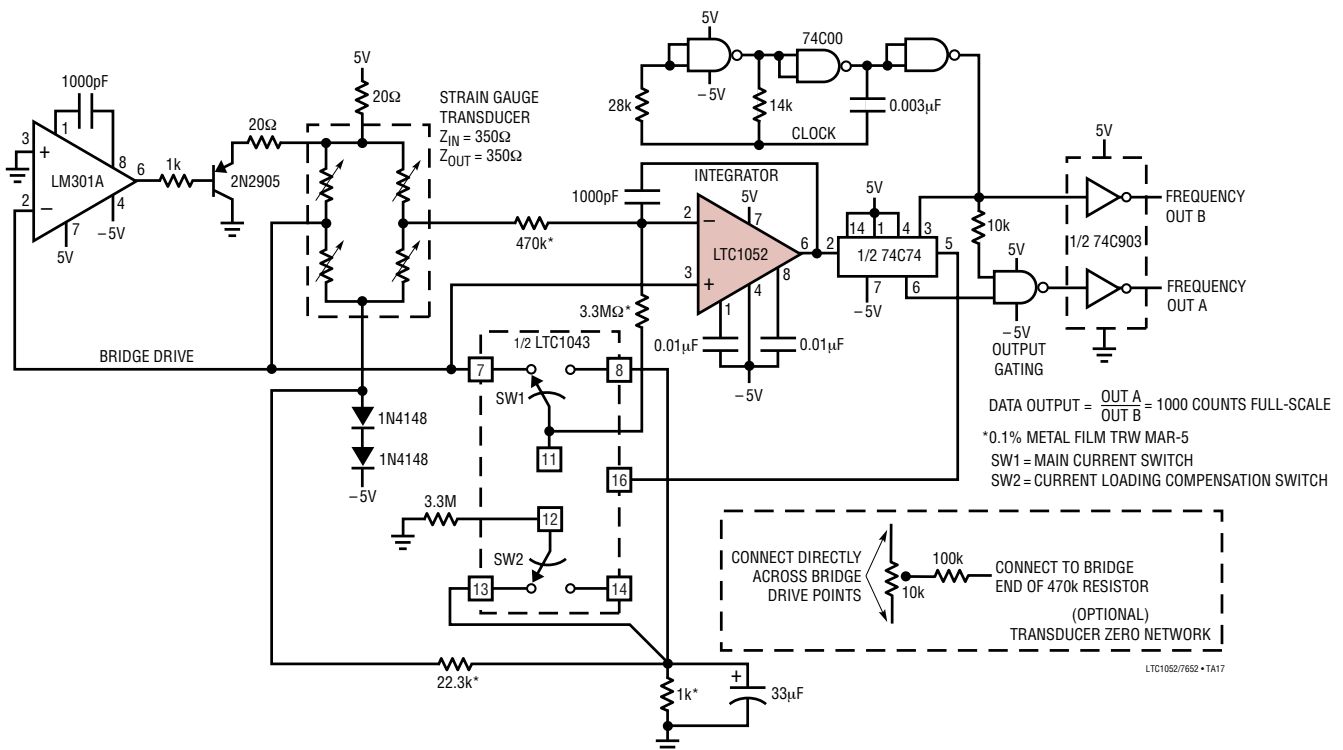 5V
74C00
28k
–5V
14k
0.003µF
CLOCK
1000pF
3
1
+
LM301A
8
6
2
–
4
–5V
7
5V
1k
2N2905
20Ω
5V
20Ω
STRAIN GAUGE
TRANSDUCER
ZIN = 350Ω
ZOUT = 350Ω
470k*
1000pF
INTEGRATOR
2
–
5V
7
LTC1052
6
3
+
8
4
1
0.01µF
0.01µF
–5V
5V
14
1
4
3
2
1/2 74C74
5
7
6
–5V
10k
5V
–5V
OUTPUT
GATING
5V
FREQUENCY
OUT B
1/2 74C903
FREQUENCY
OUT A
BRIDGE DRIVE
3.3MΩ*
1/2 LTC1043
7
8
SW1
11
16
1N4148
1N4148
–5V
3.3M
12
SW2
13
14
22.3k*
1k*
+
33µF
DATA OUTPUT = OUT A
OUT B
= 1000 COUNTS FULL-SCALE
*0.1% METAL FILM TRW MAR-5
SW1 = MAIN CURRENT SWITCH
SW2 = CURRENT LOADING COMPENSATION SWITCH
CONNECT DIRECTLY
ACROSS BRIDGE
DRIVE POINTS
10k
100k
CONNECT TO BRIDGE
END OF 470k RESISTOR
(OPTIONAL)
TRANSDUCER ZERO NETWORK
LTC1052/7652 • TA17